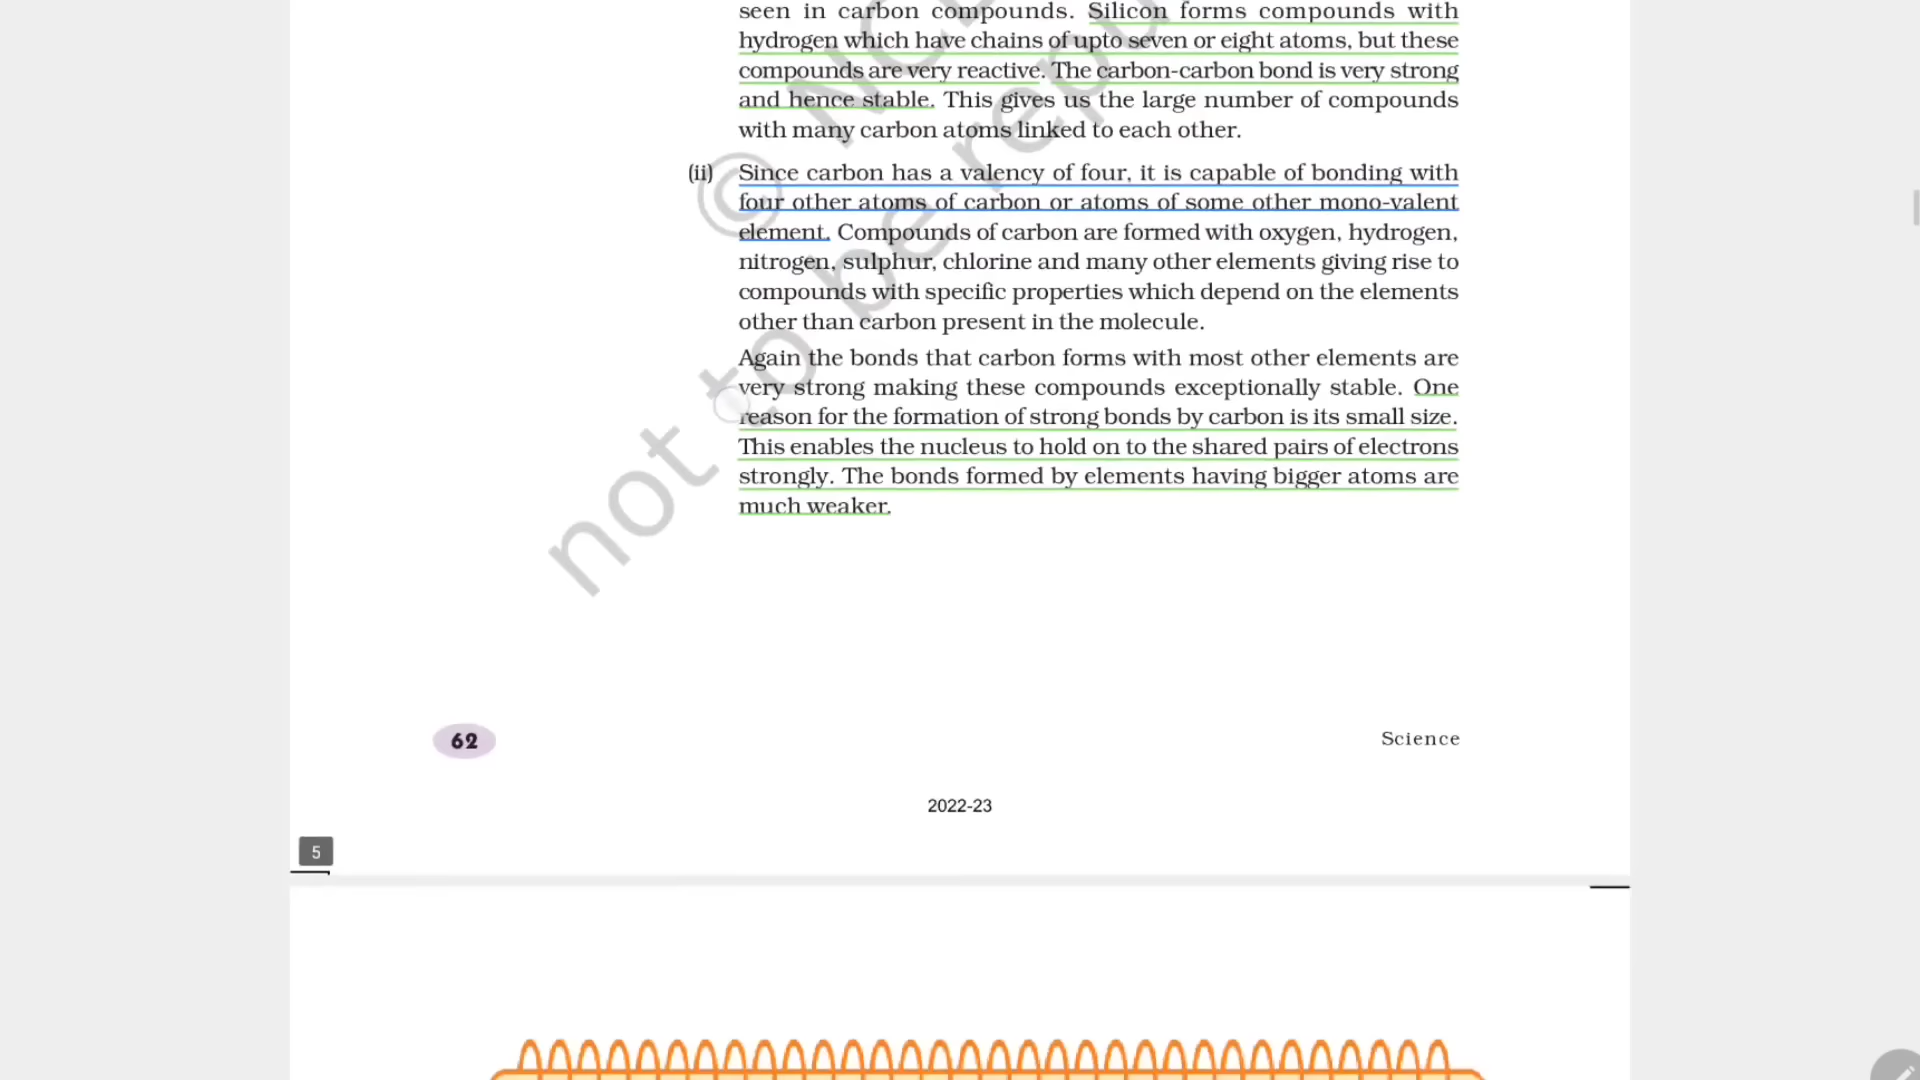 seen in carbon compounds. Silicon forms compounds with
hydrogen which have chains of upto seven or eight atoms, but these
compounds are very reactive. The carbon-carbon bond is very strong
and hence stable. This gives us the large number of compounds
with many carbon atoms linked to each other.
(ii) Since carbon has a valency of four, it is capable of bonding with
four other atoms of carbon or atoms of some other mono-valent
element. Compounds of carbon are formed with oxygen, hydrogen,
nitrogen, sulphur, chlorine and many other elements giving rise to
compounds with specific properties which depend on the elements
other than carbon present in the molecule.
Again the bonds that carbon forms with most other elements are
very strong making these compounds exceptionally stable. One
reason for the formation of strong bonds by carbon is its small size.
This enables the nucleus to hold on to the shared pairs of electrons
strongly. The bonds formed by elements having bigger atoms are
much weaker.
© NCE
not to be repu
62
Science
2022-23
5